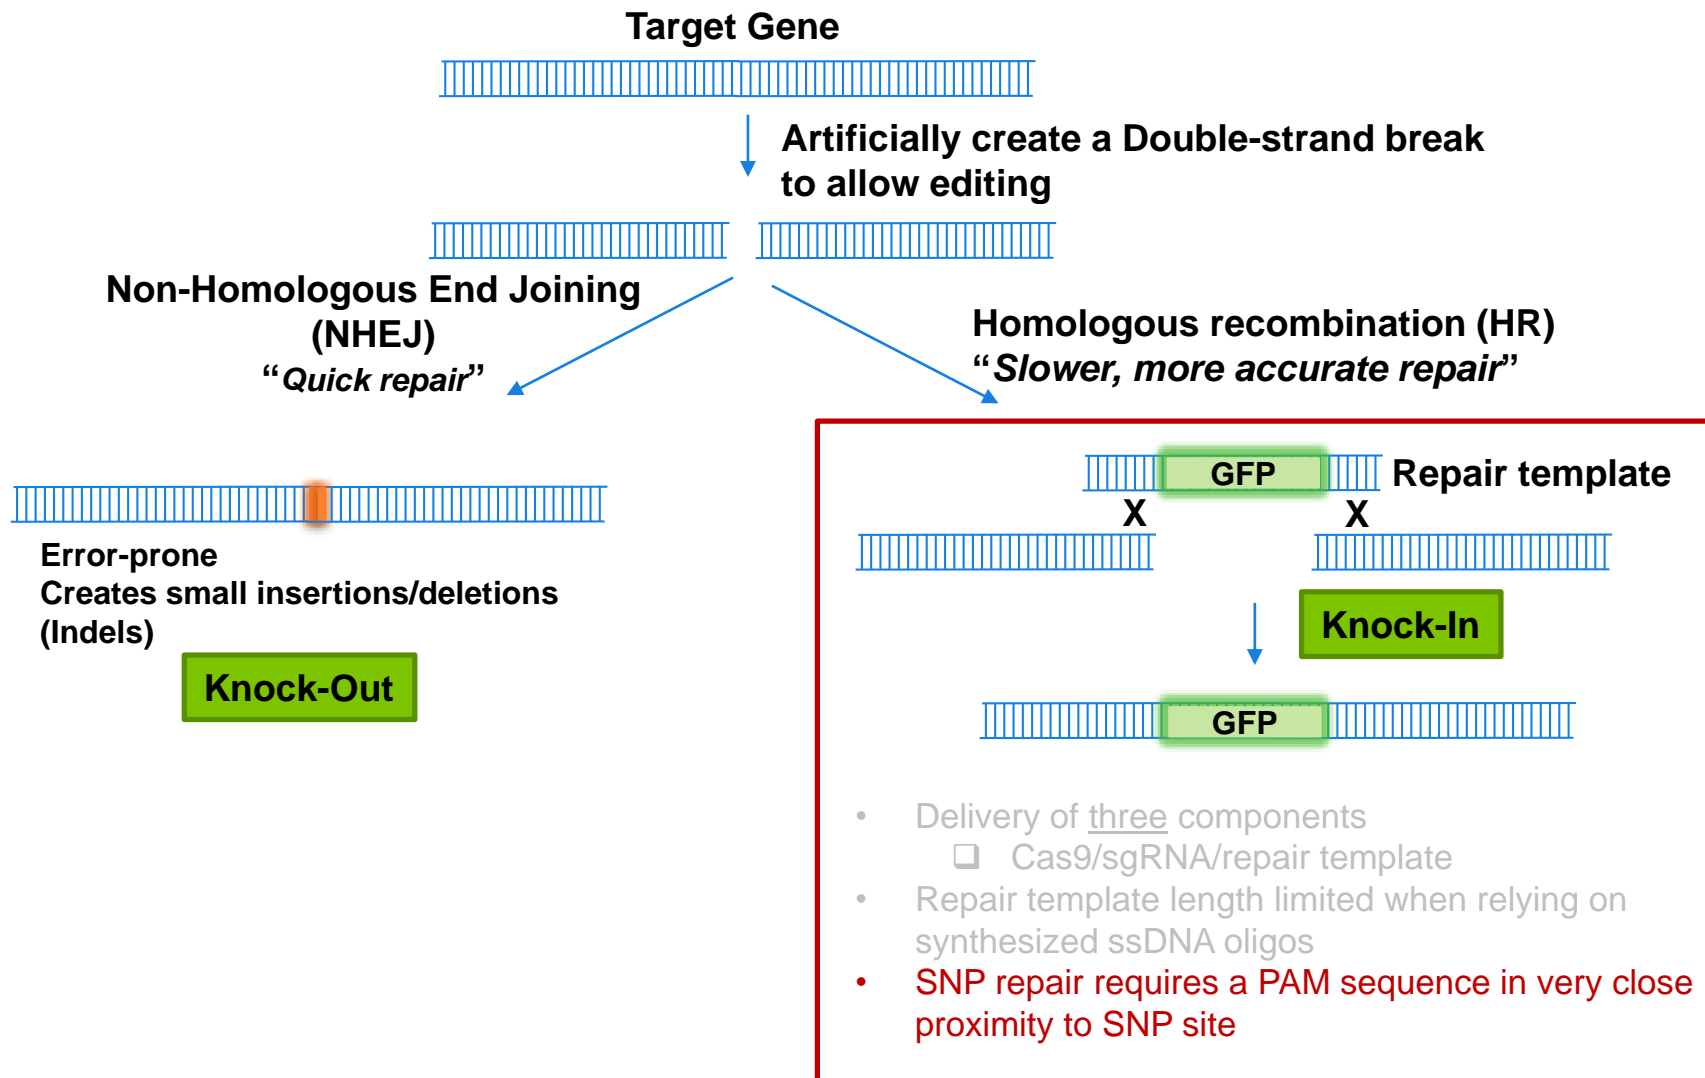 Target Gene
Artificially create a Double-strand break
to allow editing
Non-Homologous End Joining
(NHEJ)
“Quick repair”
Homologous recombination (HR)
“Slower, more accurate repair”
GFP
Repair template
X X
Error-prone
Creates small insertions/deletions
(Indels)
Knock-Out
Knock-In
GFP
• Delivery of three components
❑ Cas9/sgRNA/repair template
• Repair template length limited when relying on
synthesized ssDNA oligos
• SNP repair requires a PAM sequence in very close
proximity to SNP site